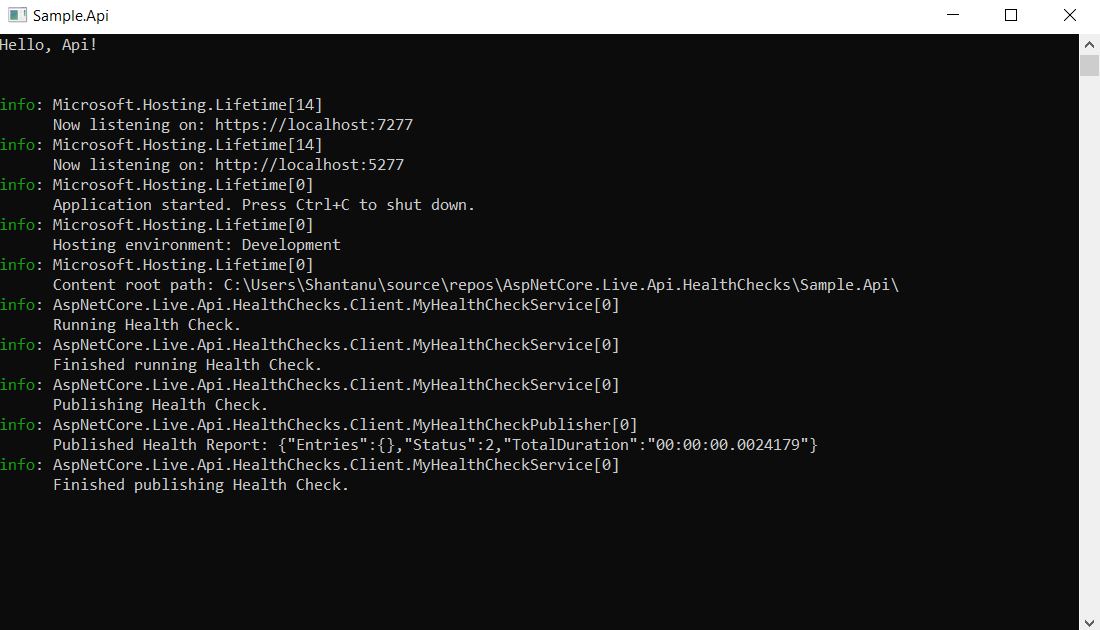 Sample.Api
Hello, Api!
info: Microsoft.Hosting.Lifetime[14]
      Now listening on: https://localhost:7277
info: Microsoft.Hosting.Lifetime[14]
      Now listening on: http://localhost:5277
info: Microsoft.Hosting.Lifetime[0]
      Application started. Press Ctrl+C to shut down.
info: Microsoft.Hosting.Lifetime[0]
      Hosting environment: Development
info: Microsoft.Hosting.Lifetime[0]
      Content root path: C:\Users\Shantanu\source\repos\AspNetCore.Live.Api.HealthChecks\Sample.Api\
info: AspNetCore.Live.Api.HealthChecks.Client.MyHealthCheckService[0]
      Running Health Check.
info: AspNetCore.Live.Api.HealthChecks.Client.MyHealthCheckService[0]
      Finished running Health Check.
info: AspNetCore.Live.Api.HealthChecks.Client.MyHealthCheckService[0]
      Publishing Health Check.
info: AspNetCore.Live.Api.HealthChecks.Client.MyHealthCheckPublisher[0]
      Published Health Report: {"Entries":{},"Status":2,"TotalDuration":"00:00:00.0024179"}
info: AspNetCore.Live.Api.HealthChecks.Client.MyHealthCheckService[0]
      Finished publishing Health Check.